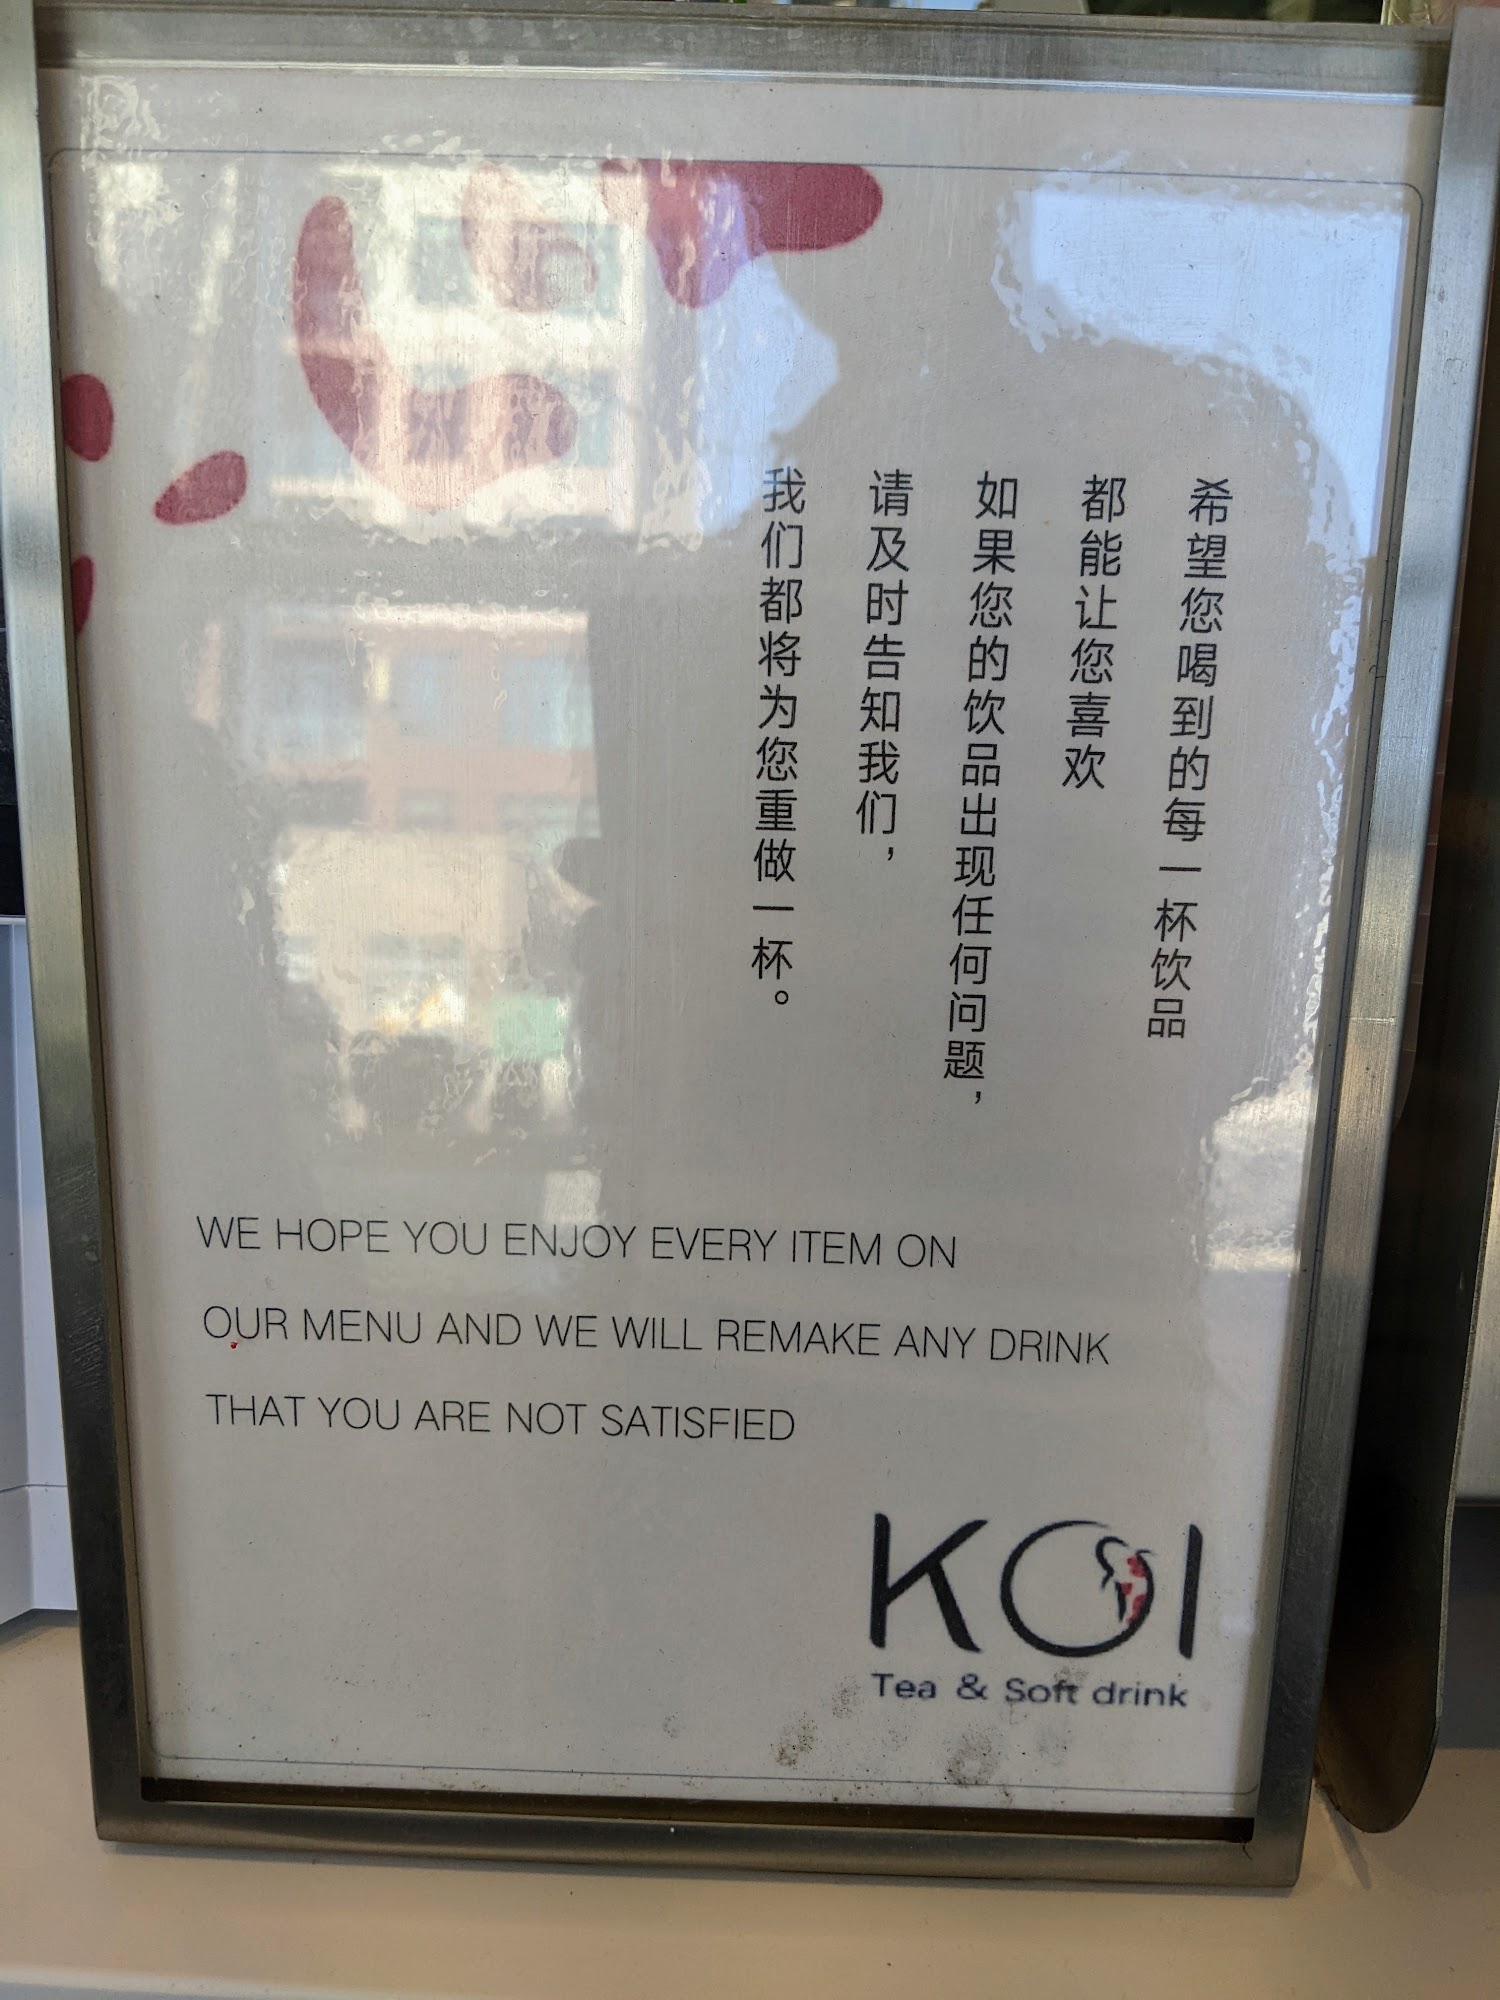 希望您喝到的每一杯饮品
都能让您喜欢
如果您的饮品出现任何问题，
请及时告知我们，
我们都将为您重做一杯。
WE HOPE YOU ENJOY EVERY ITEM ON
OUR MENU AND WE WILL REMAKE ANY DRINK
THAT YOU ARE NOT SATISFIED
KOI
Tea & Soft drink